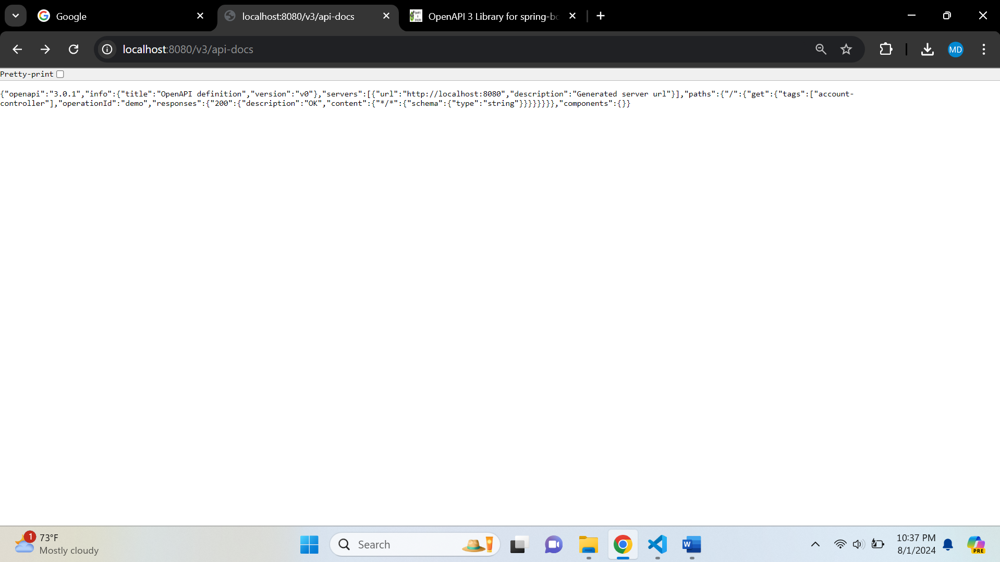 Google
localhost:8080/v3/api-docs
OpenAPI 3 Library for spring-bo
localhost:8080/v3/api-docs
MD
Pretty-print
{"openapi":"3.0.1","info":{"title":"OpenAPI definition","version":"v0"},"servers":[{"url":"http://localhost:8080","description":"Generated server url"}],"paths":{"/":{"get":{"tags":["account-
controller"],"operationId":"demo","responses":{"200":{"description":"OK","content":{"*/*":{"schema":{"type":"string"}}}}}}}},"components":{}}
1
73°F
Mostly cloudy
Search
W
10:37 PM
8/1/2024
PRE